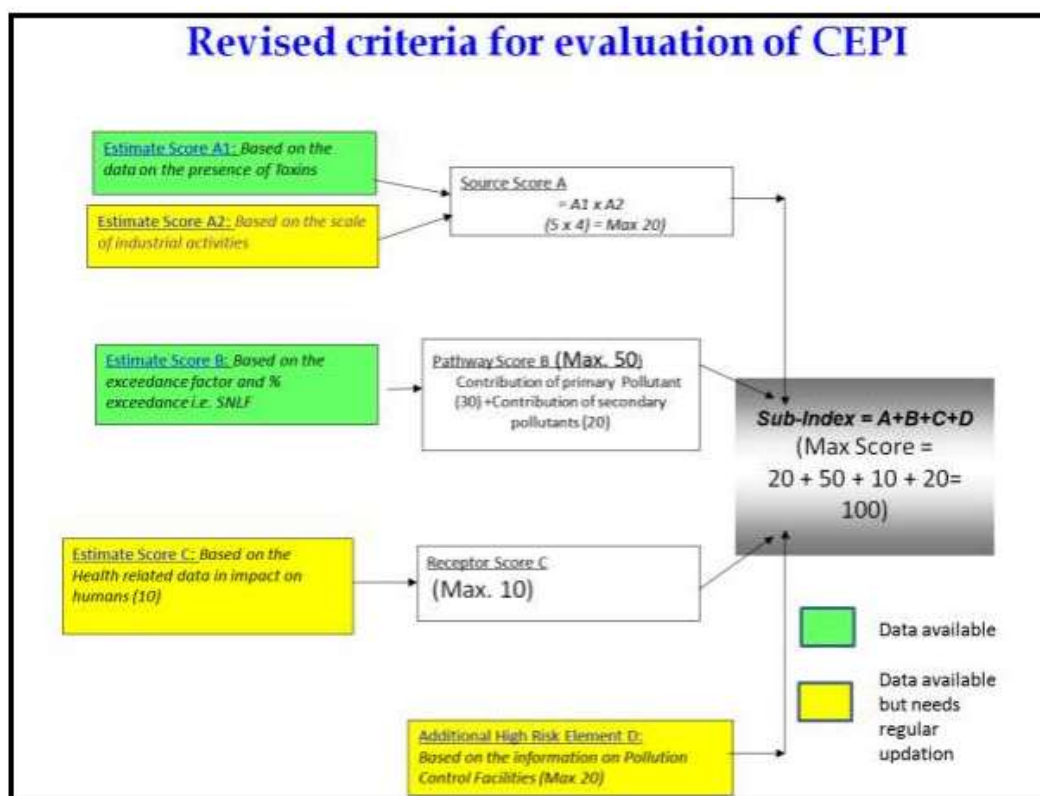 Revised criteria for evaluation of CEPI
Estimate Score A1: Based on the
data on the presence of Toxins
Estimate Score A2: Based on the scale
of industrial activities
Source Score A
= A1 x A2
(5 x 4) = Max 20)
Estimate Score B: Based on the
exceedance factor and %
exceedance i.e. SNLF
Pathway Score B (Max. 50)
Contribution of primary Pollutant
(30) +Contribution of secondary
pollutants (20)
Sub-Index = A+B+C+D
(Max Score =
20 + 50 + 10 + 20=
100)
Estimate Score C: Based on the
Health related data in impact on
humans (10)
Receptor Score C
(Max. 10)
Data available
Data available
but needs
regular
updation
Additional High Risk Element D:
Based on the information on Pollution
Control Facilities (Max 20)